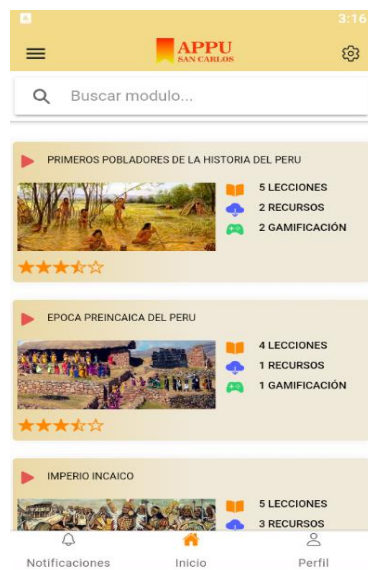 A
3:16
APPU
SAN CARLOS
Buscar modulo...
PRIMEROS POBLADORES DE LA HISTORIA DEL PERU
5 LECCIONES
2 RECURSOS
2 GAMIFICACIÓN
EPOCA PREINCAICA DEL PERU
4 LECCIONES
1 RECURSOS
1 GAMIFICACIÓN
IMPERIO INCAICO
5 LECCIONES
3 RECURSOS
Notificaciones
Inicio
Perfil